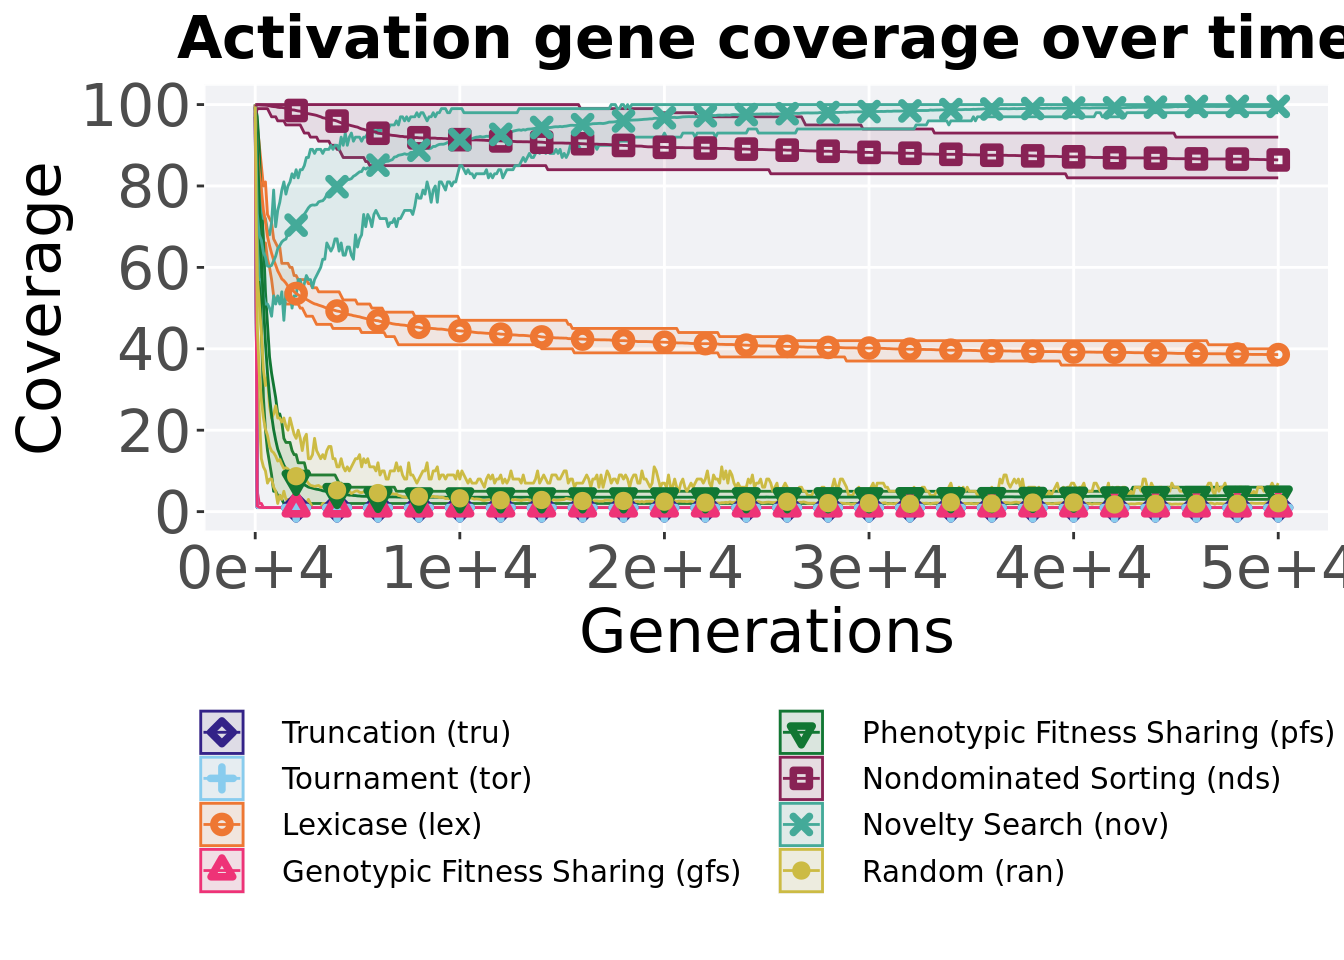 Activation gene coverage over time
Coverage
100
80
60
40
20
0
0e+4 1e+4 2e+4 3e+4 4e+4 5e+4
Generations
Truncation (tru)
Tournament (tor)
Lexicase (lex)
Genotypic Fitness Sharing (gfs)
Phenotypic Fitness Sharing (pfs)
Nondominated Sorting (nds)
Novelty Search (nov)
Random (ran)